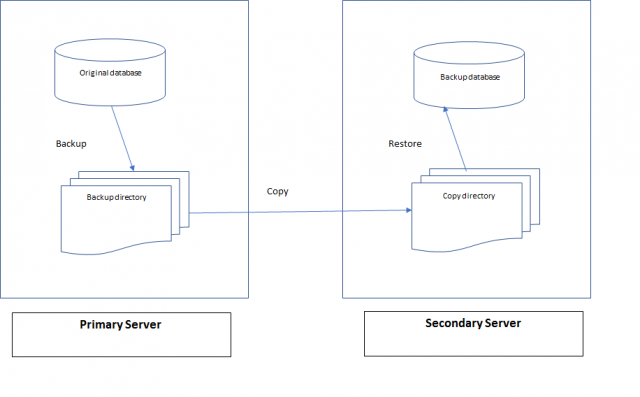 Original database
Backup
Backup directory
Copy
Backup database
Restore
Copy directory
Primary Server
Secondary Server